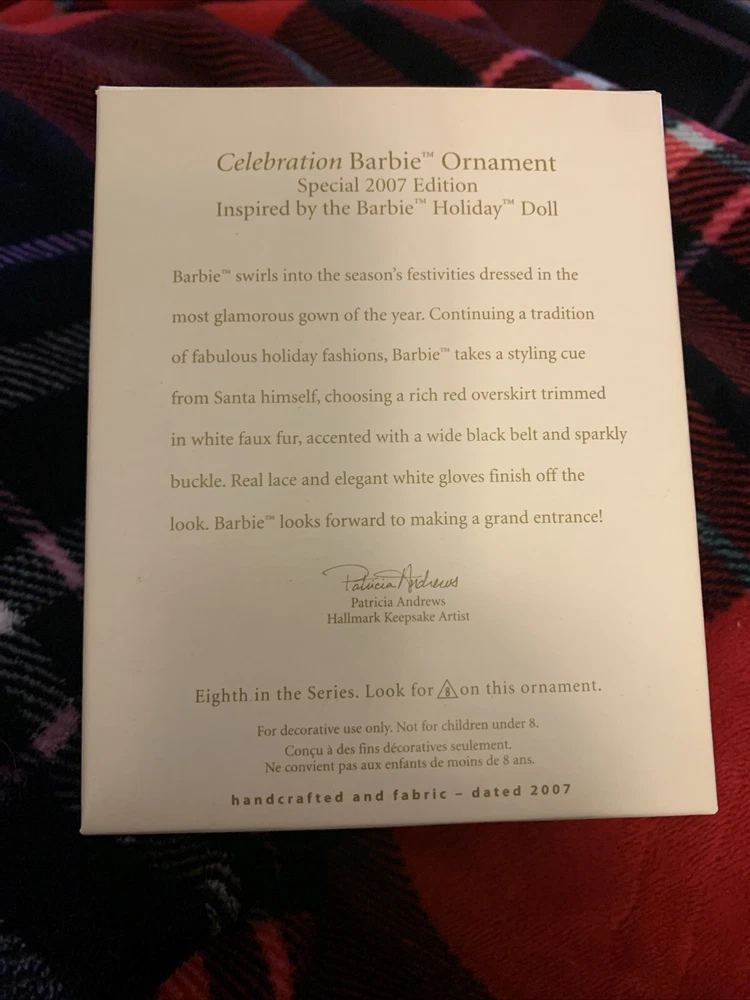 Celebration Barbie™ Ornament
Special 2007 Edition
Inspired by the Barbie™ Holiday™ Doll
Barbie™ swirls into the season's festivities dressed in the
most glamorous gown of the year. Continuing a tradition
of fabulous holiday fashions, Barbie™ takes a styling cue
from Santa himself, choosing a rich red overskirt trimmed
in white faux fur, accented with a wide black belt and sparkly
buckle. Real lace and elegant white gloves finish off the
look. Barbie™ looks forward to making a grand entrance!
Patricia Andrews
Patricia Andrews
Hallmark Keepsake Artist
Eighth in the Series. Look for 8 on this ornament.
For decorative use only. Not for children under 8.
Conçu à des fins décoratives seulement.
Ne convient pas aux enfants de moins de 8 ans.
handcrafted and fabric – dated 2007